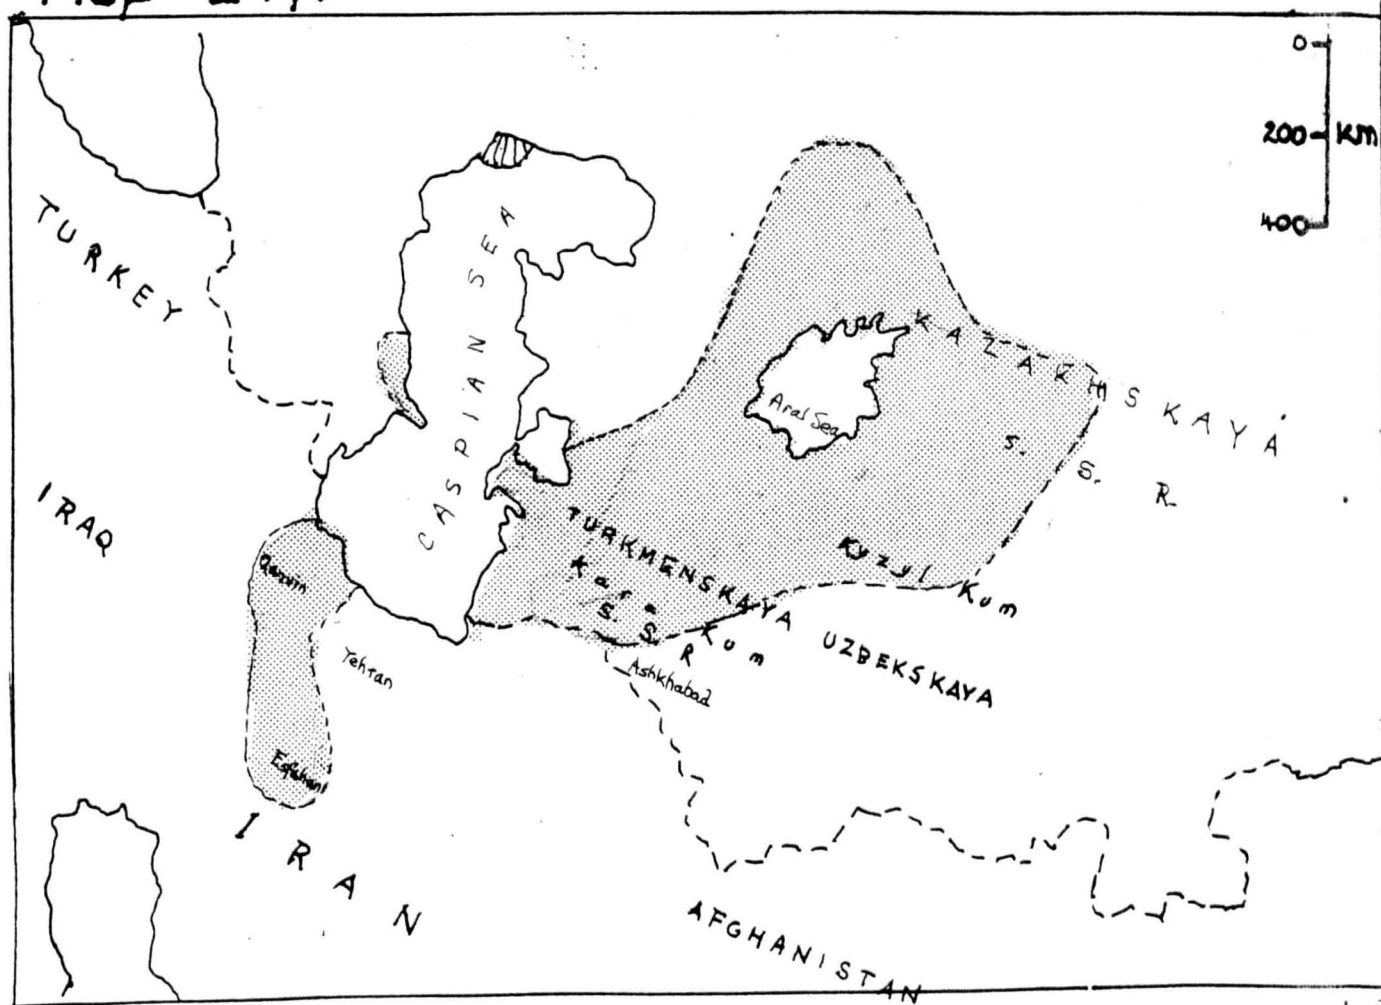 0
200 KM
400
TURKEY
CASPIAN SEA
KAZAKHSKAYA
S. S. R.
Aral Sea
IRAQ
TURKMENSKAYA
S. S. R
Kara Kum
Kyzyl Kum
UZBEKSKAYA
Qazvin
Tehran
Ashkhabad
Esfahan
IRAN
AFGHANISTAN